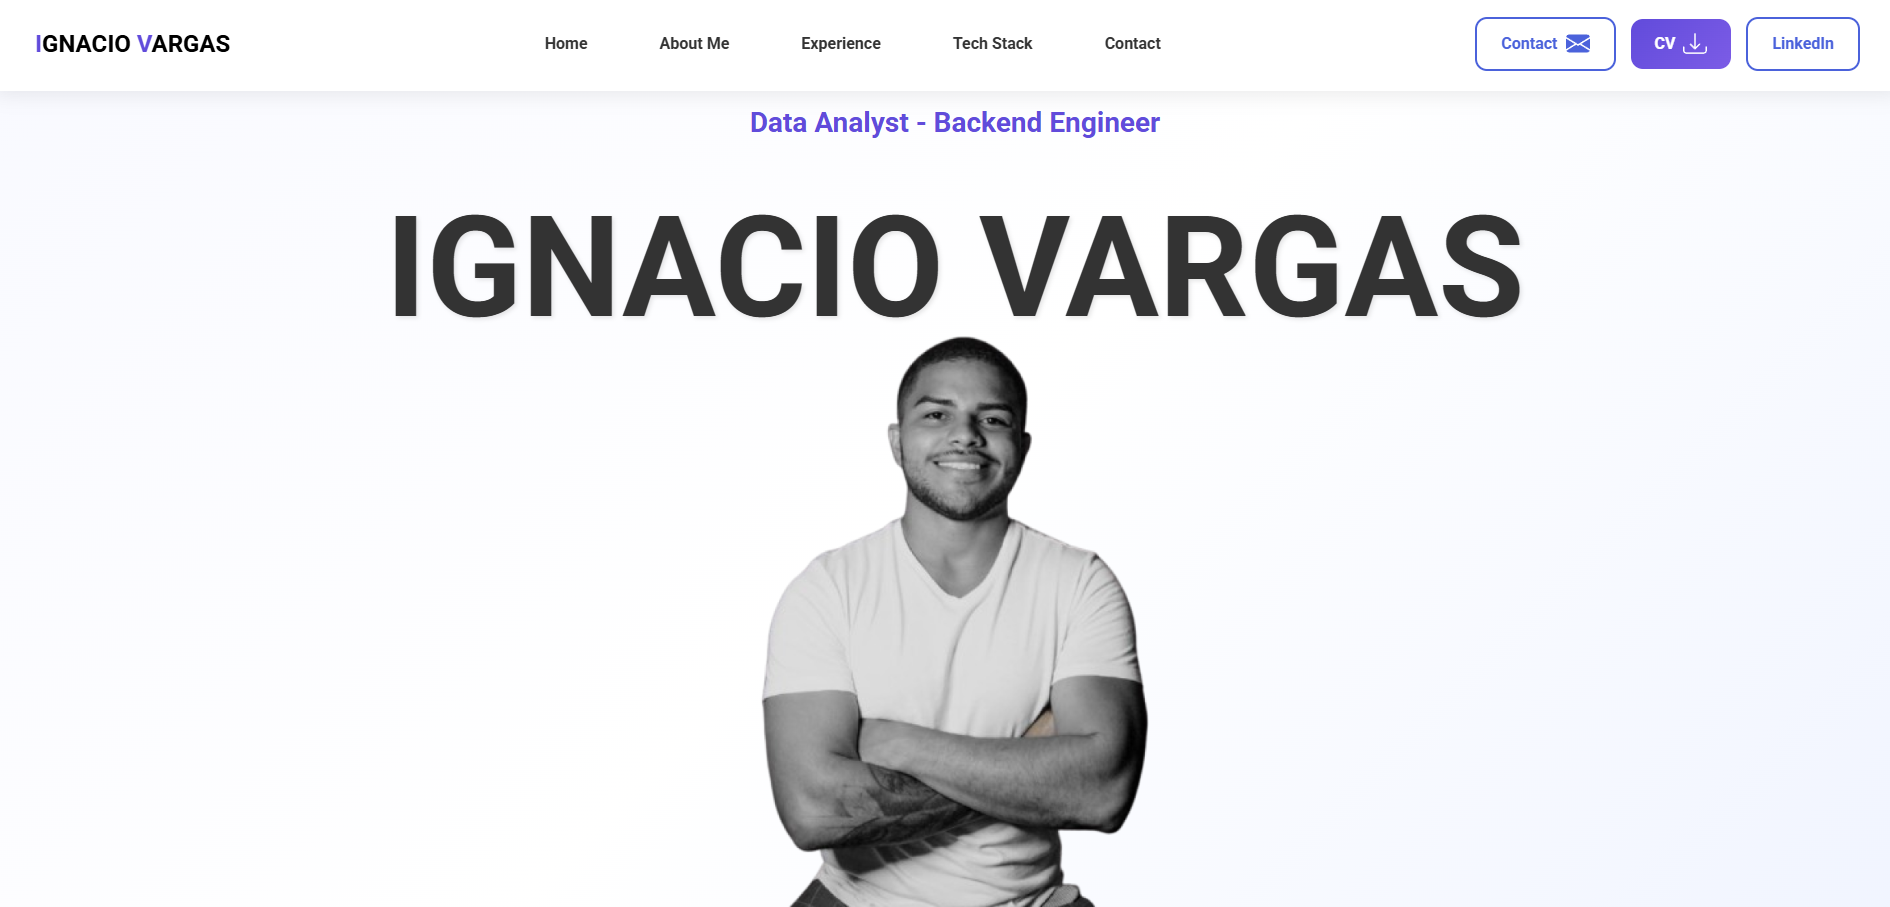 IGNACIO VARGAS
Home
About Me
Experience
Tech Stack
Contact
Contact
CV
LinkedIn
Data Analyst - Backend Engineer
IGNACIO VARGAS